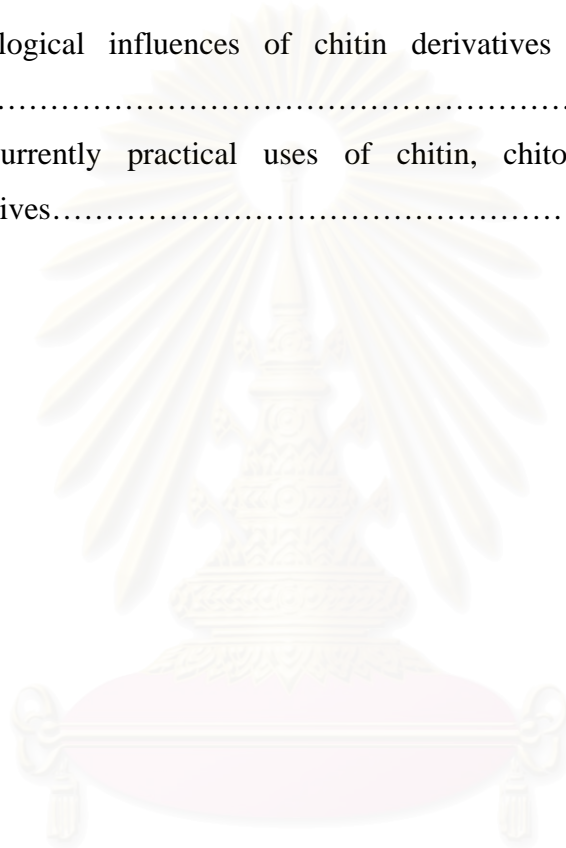 logical influences of chitin derivatives
……………………………………………………
urrently practical uses of chitin, chito
ives……………………………………………